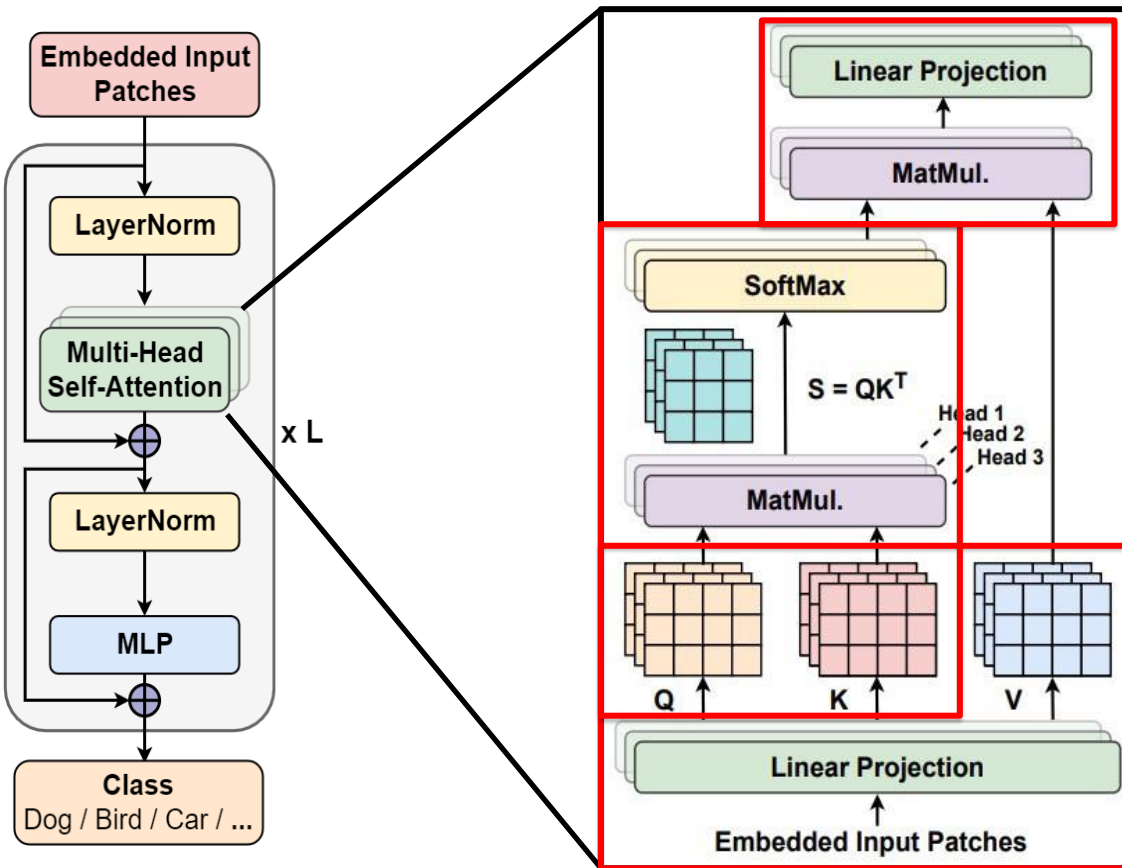 Embedded Input
Patches
LayerNorm
Multi-Head
Self-Attention
x L
LayerNorm
MLP
Class
Dog / Bird / Car / ...
Linear Projection
MatMul.
SoftMax
S = QK^T
Head 1
Head 2
Head 3
MatMul.
Q
K
V
Linear Projection
Embedded Input Patches